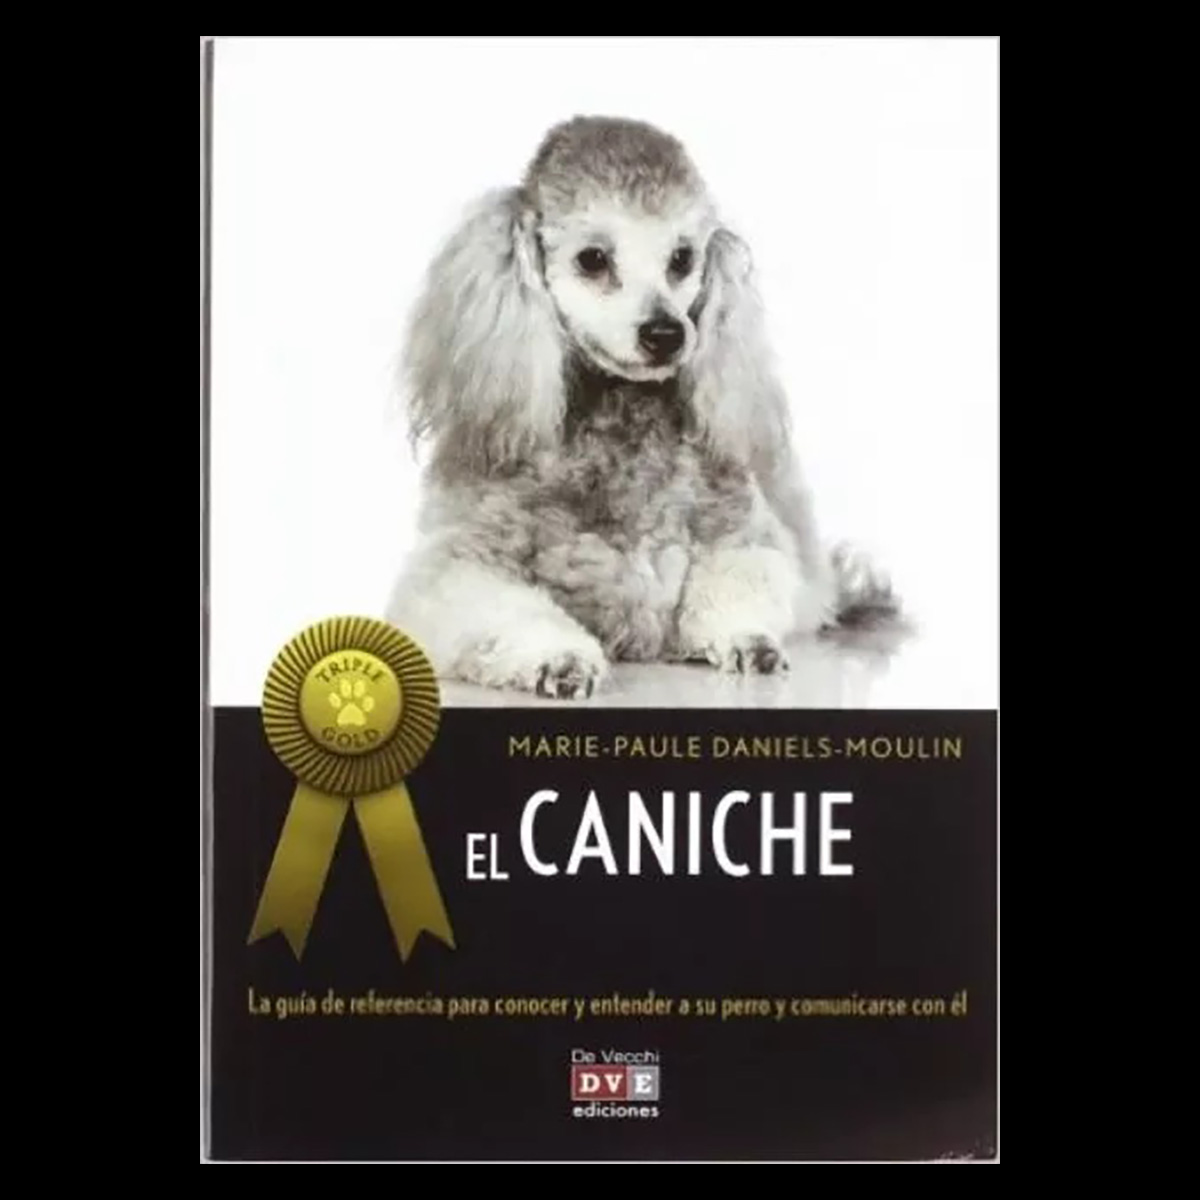 TRIPLE
GOLD
MARIE-PAULE DANIELS-MOULIN
EL CANICHE
La guía de referencia para conocer y entender a su perro y comunicarse con él
De Vecchi
DVE
ediciones